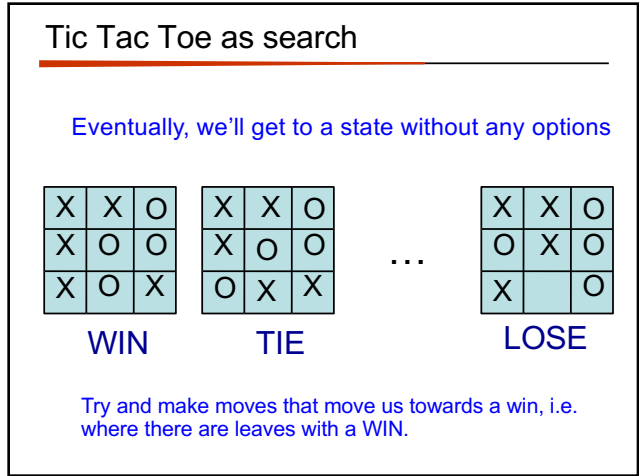 Tic Tac Toe as search
Eventually, we'll get to a state without any options
X X O X X O X X O
X O O X O O ... O X O
X O X O X X X O
WIN TIE LOSE
Try and make moves that move us towards a win, i.e.
where there are leaves with a WIN.